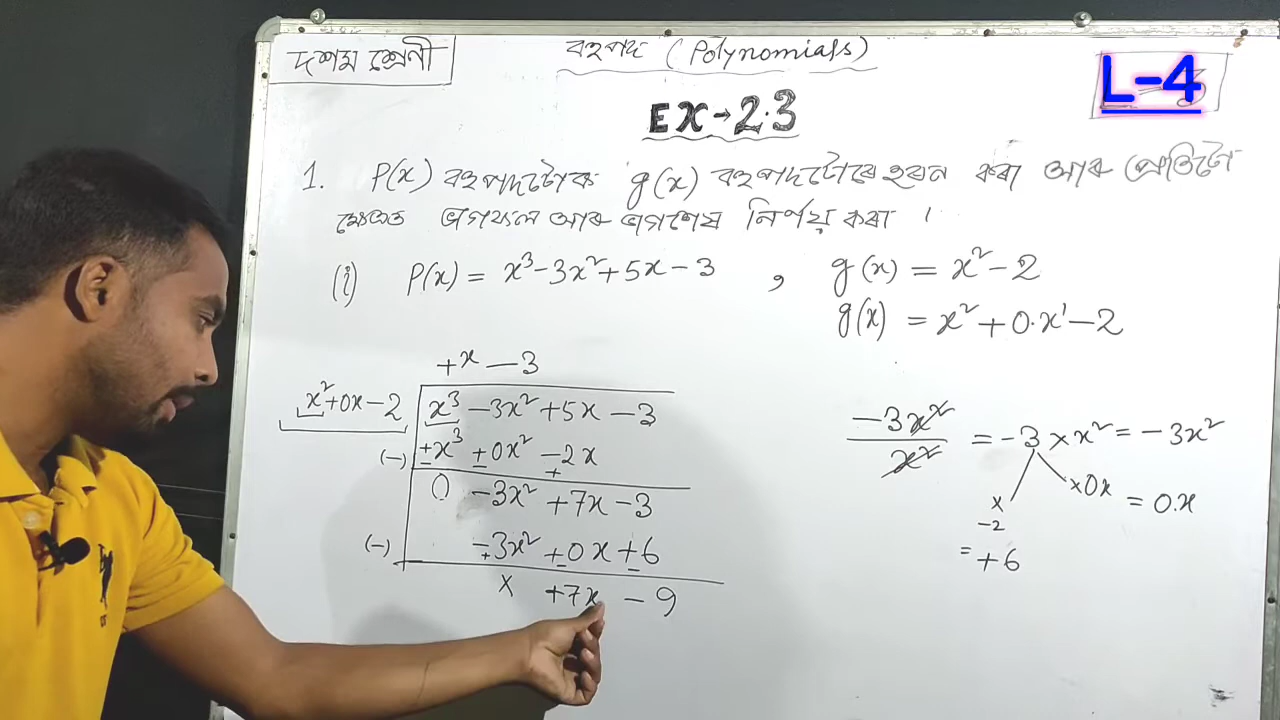 দশম শ্ৰেণী
বহুপদ (Polynomials)
L-4
EX→2.3
1. P(x) বহুপদটোক g(x) বহুপদটোৰে হৰণ কৰা আৰু প্ৰতিটো
ক্ষেত্ৰত ভাগফল আৰু ভাগশেষ নিৰ্ণয় কৰা ।
(i) P(x) = x³-3x²+5x-3 , g(x) = x²-2
g(x) = x²+0.x¹-2
+x -3
x²+0x-2 x³ -3x²+5x -3
(-) +x³ +0x² -2x
0 -3x² +7x -3
(-) -3x² +0x +6
x +7x - 9
-3x²/x² = -3 × x² = -3x²
×0x = 0.x
x
-2
= +6